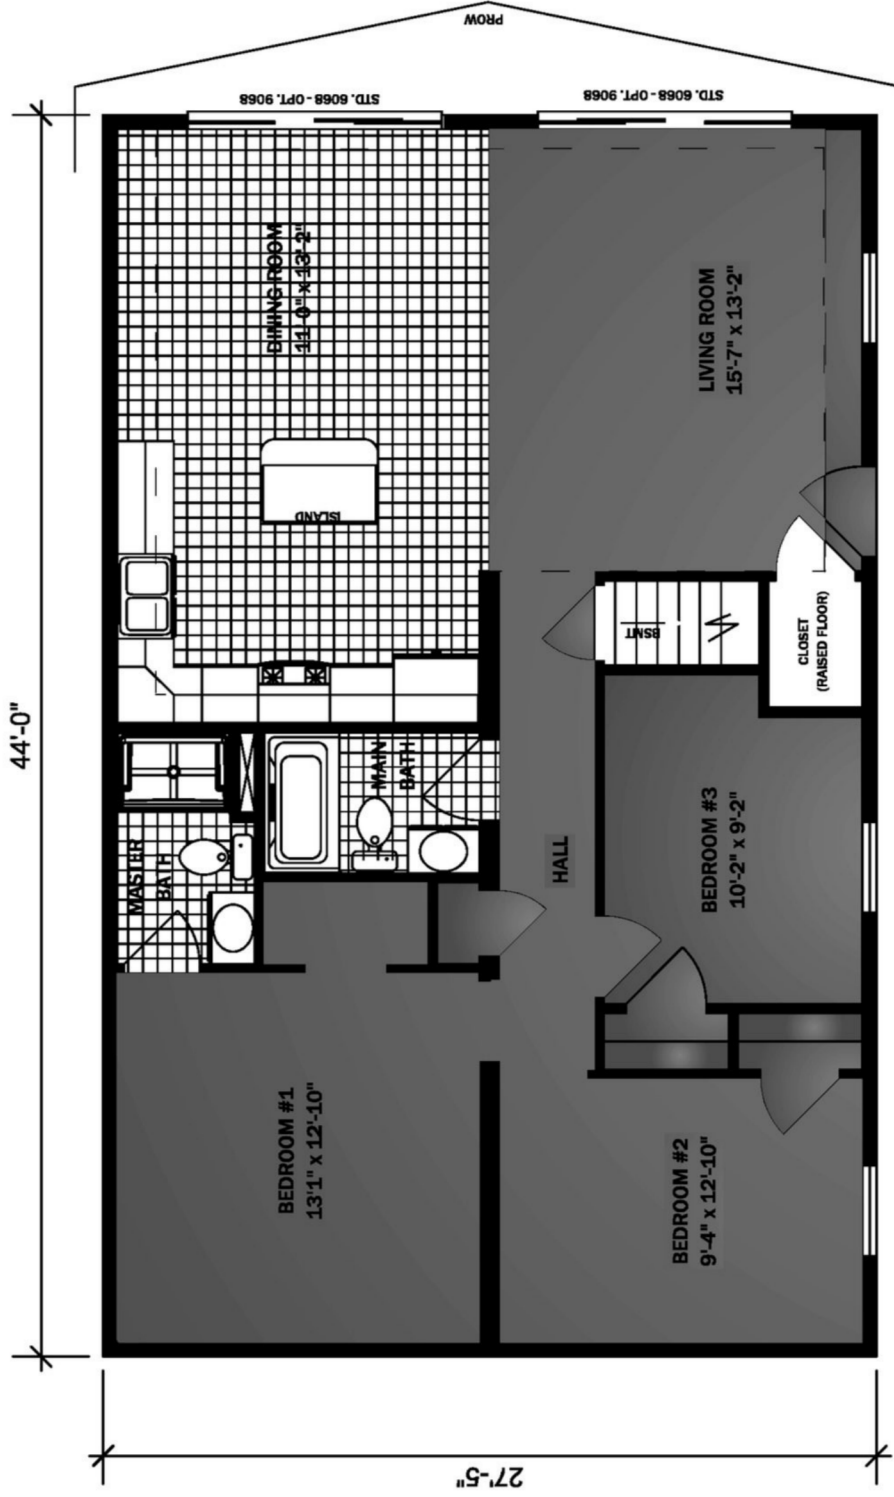 PROW
STD. 6068 - OPT. 9068
STD. 6068 - OPT. 9068
44'-0"
DINING ROOM
11'-0" x 13'-2"
LIVING ROOM
15'-7" x 13'-2"
ISLAND
BSMT
CLOSET
(RAISED FLOOR)
MASTER
BATH
MAIN
BATH
HALL
BEDROOM #3
10'-2" x 9'-2"
BEDROOM #1
13'1" x 12'-10"
BEDROOM #2
9'-4" x 12'-10"
27'-5"